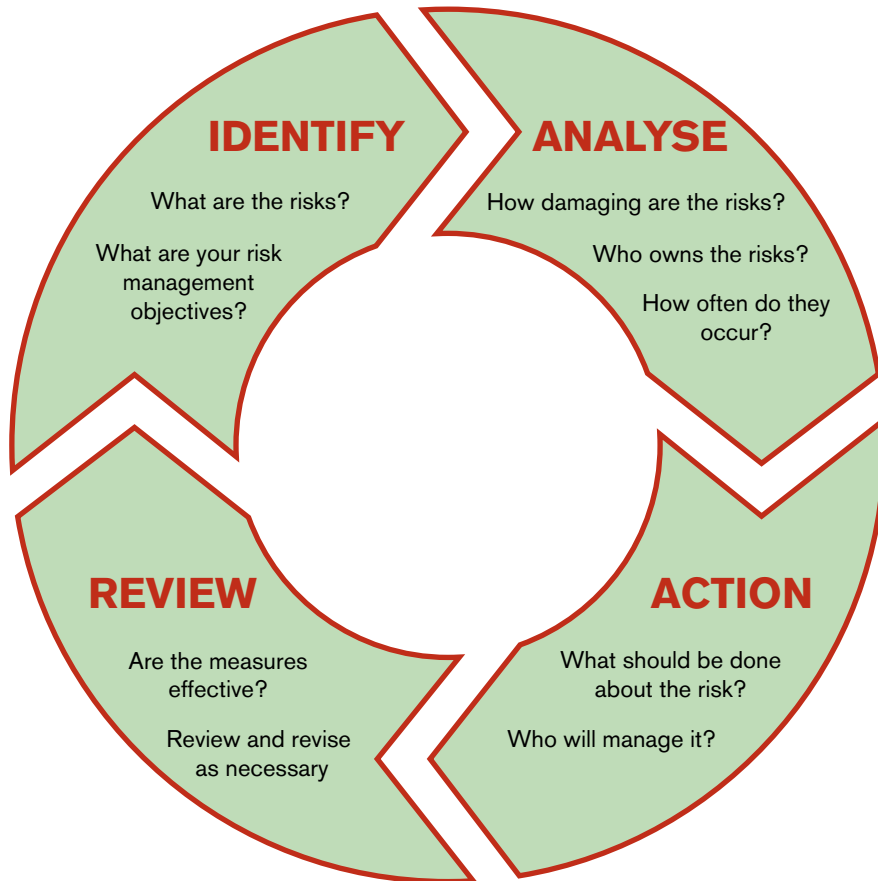 IDENTIFY
What are the risks?
What are your risk
management
objectives?
ANALYSE
How damaging are the risks?
Who owns the risks?
How often do they
occur?
ACTION
What should be done
about the risk?
Who will manage it?
REVIEW
Are the measures
effective?
Review and revise
as necessary